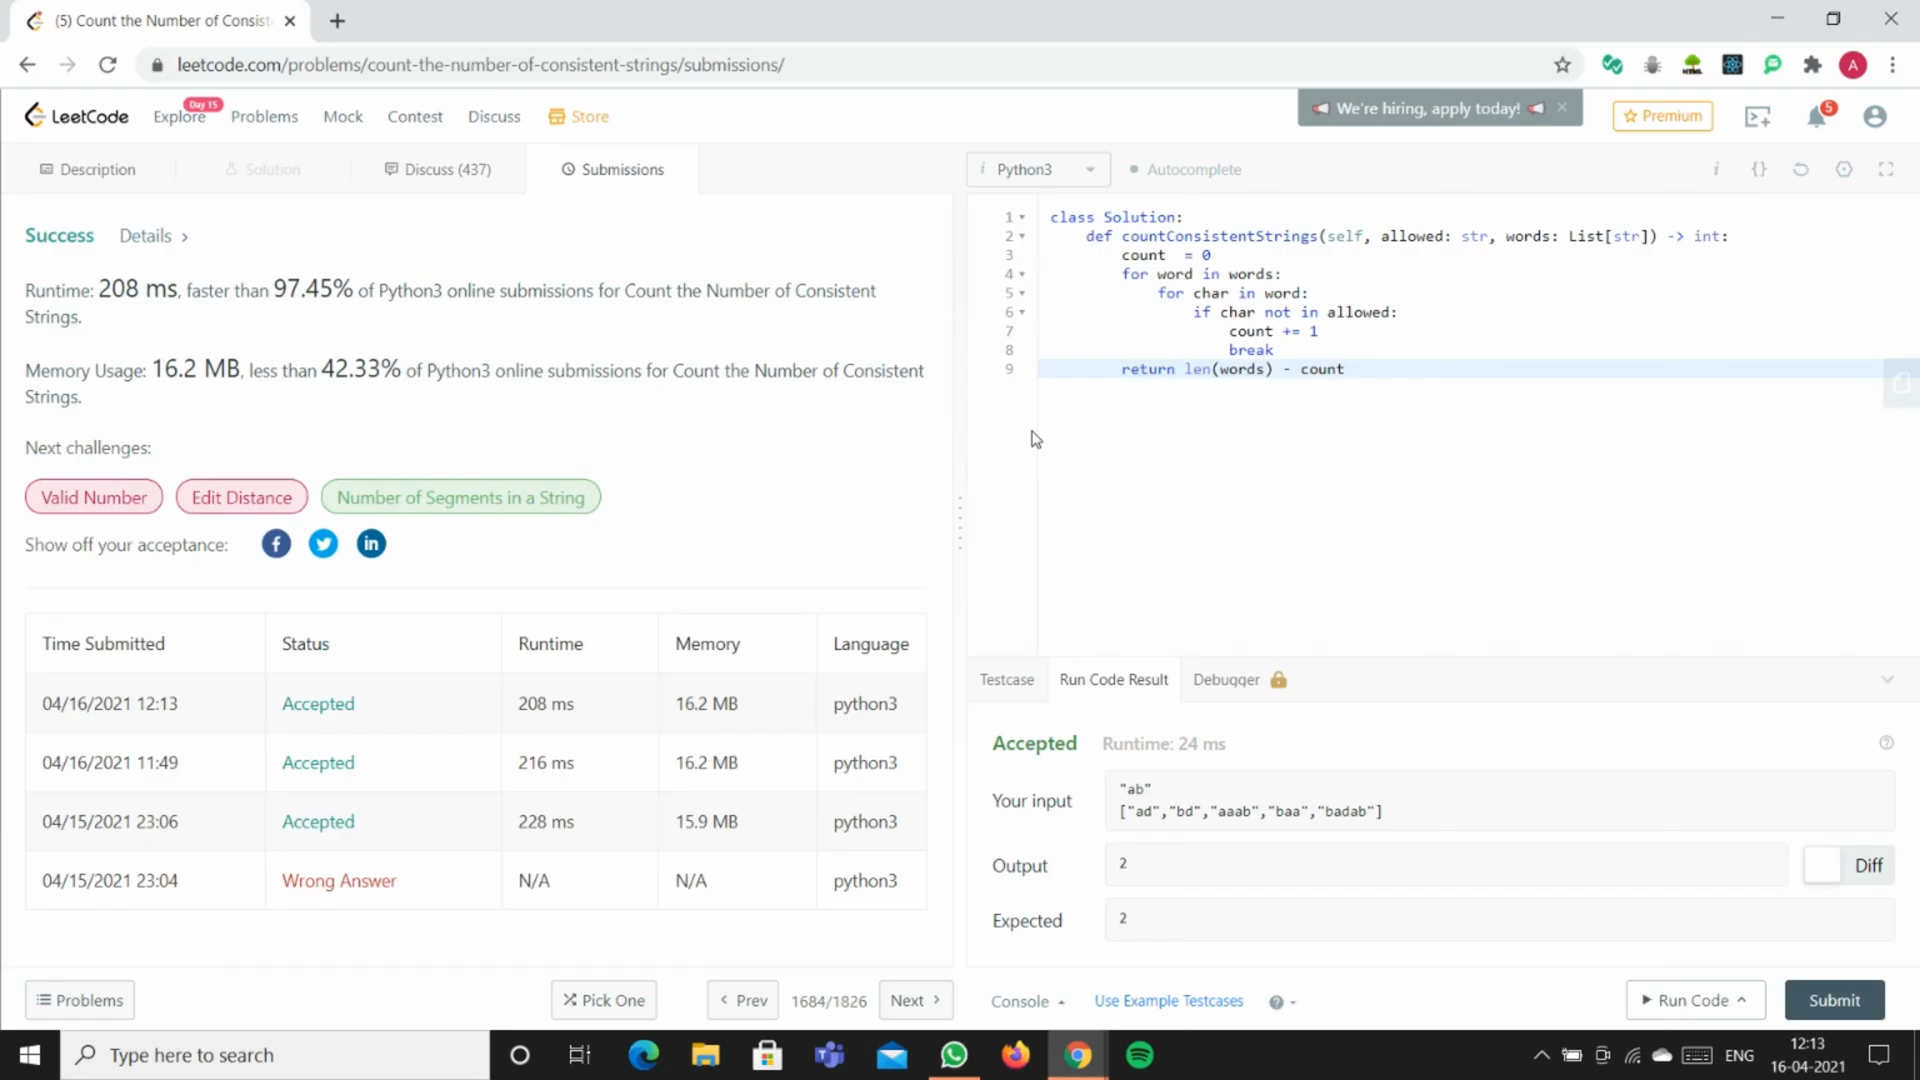 (5) Count the Number of Consist
leetcode.com/problems/count-the-number-of-consistent-strings/submissions/
A
LeetCode
Explore
Day 15
Problems
Mock
Contest
Discuss
Store
We're hiring, apply today!
Premium
5
Description
Solution
Discuss (437)
Submissions
Success
Details
Runtime: 208 ms, faster than 97.45% of Python3 online submissions for Count the Number of Consistent
Strings.
Memory Usage: 16.2 MB, less than 42.33% of Python3 online submissions for Count the Number of Consistent
Strings.
Next challenges:
Valid Number
Edit Distance
Number of Segments in a String
Show off your acceptance:
Time Submitted Status Runtime Memory Language
04/16/2021 12:13 Accepted 208 ms 16.2 MB python3
04/16/2021 11:49 Accepted 216 ms 16.2 MB python3
04/15/2021 23:06 Accepted 228 ms 15.9 MB python3
04/15/2021 23:04 Wrong Answer N/A N/A python3
Problems
Pick One
Prev
1684/1826
Next
Python3
Autocomplete
1 class Solution:
2 def countConsistentStrings(self, allowed: str, words: List[str]) -> int:
3 count = 0
4 for word in words:
5 for char in word:
6 if char not in allowed:
7 count += 1
8 break
9 return len(words) - count
Testcase
Run Code Result
Debugger
Accepted
Runtime: 24 ms
Your input
"ab"
["ad","bd","aaab","baa","badab"]
Output
2
Diff
Expected
2
Console
Use Example Testcases
Run Code
Submit
Type here to search
ENG
12:13
16-04-2021